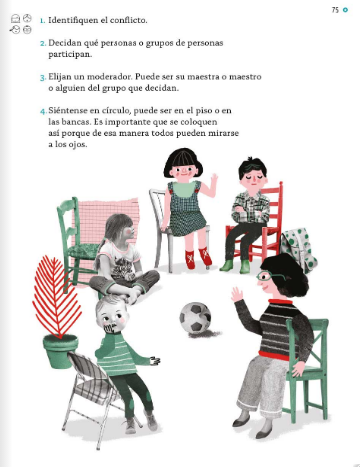 75
1. Identifiquen el conflicto.
2. Decidan qué personas o grupos de personas
participan.
3. Elijan un moderador. Puede ser su maestra o maestro
o alguien del grupo que decidan.
4. Siéntense en círculo, puede ser en el piso o en
las bancas. Es importante que se coloquen
así porque de esa manera todos pueden mirarse
a los ojos.